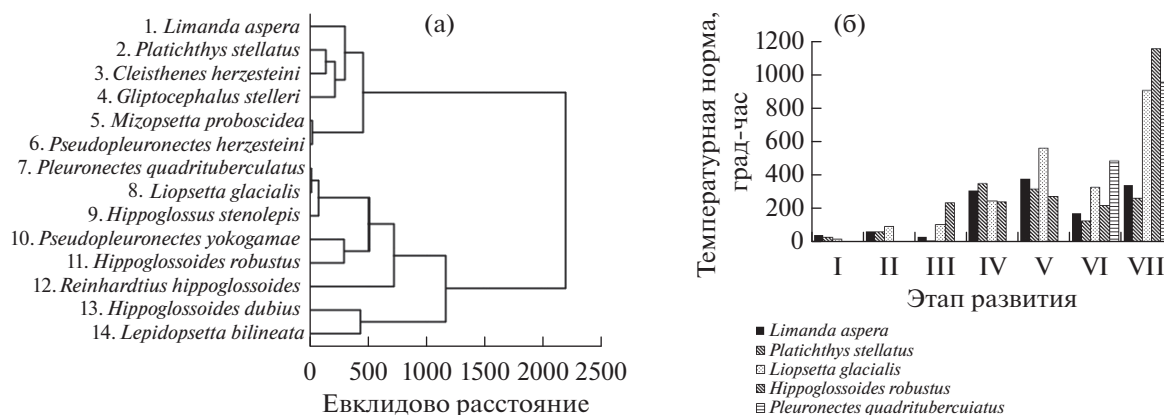 (а)
1. Limanda aspera
2. Platichthys stellatus
3. Cleisthenes herzesteini
4. Gliptocephalus stelleri
5. Mizopsetta proboscidea
6. Pseudopleuronectes herzesteini
7. Pleuronectes quadrituberculatus
8. Liopsetta glacialis
9. Hippoglossus stenolepis
10. Pseudopleuronectes yokogamae
11. Hippoglossoides robustus
12. Reinhardtius hippoglossoides
13. Hippoglossoides dubius
14. Lepidopsetta bilineata
0 500 1000 1500 2000 2500
Евклидово расстояние
(б)
Температурная норма,
град-час
1200
1000
800
600
400
200
0
I II III IV V VI VII
Этап развития
Limanda aspera
Platichthys stellatus
Liopsetta glacialis
Hippoglossoides robustus
Pleuronectes quadritubercuiatus